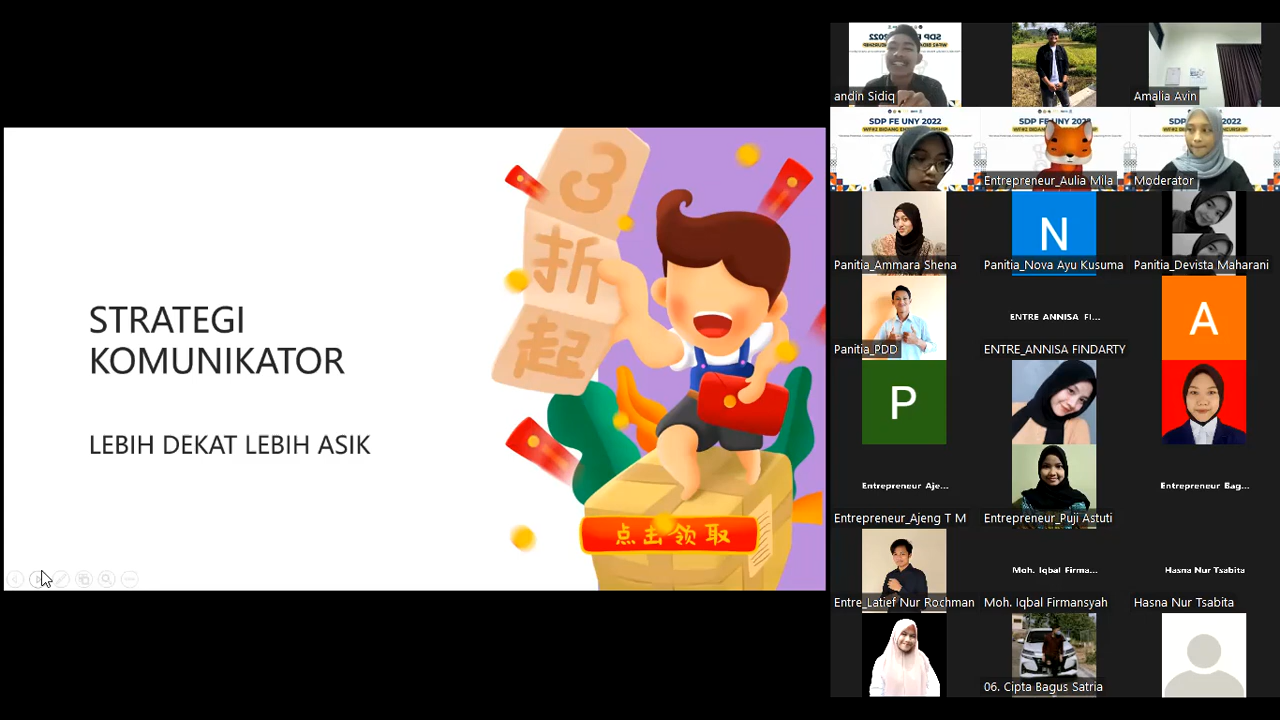 STRATEGI
KOMUNIKATOR
LEBIH DEKAT LEBIH ASIK
3
折
起
点击领取
andin Sidiq
Amalia Avin
SDP FE UNY 2022
SDP FE UNY 2022
SDP FE UNY 2022
Entrepreneur_Aulia Mila
Moderator
Panitia_Ammara Shena
N
Panitia_Nova Ayu Kusuma
Panitia_Devista Maharani
Panitia_PDD
ENTRE ANNISA FI...
ENTRE_ANNISA FINDARTY
A
P
Entrepreneur Aje...
Entrepreneur_Ajeng T M
Entrepreneur_Puji Astuti
Entrepreneur Bag...
Entre_Latief Nur Rochman
Moh. Iqbal Firma...
Moh. Iqbal Firmansyah
Hasna Nur Tsabita
Hasna Nur Tsabita
06. Cipta Bagus Satria